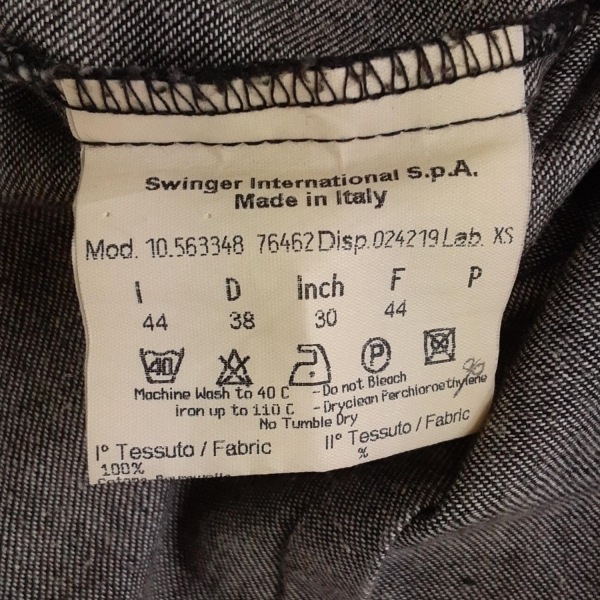 Swinger International S.p.A.
Made in Italy
Mod. 10.563348 76462 Disp.024219 Lab. XS
I D inch F P
44 38 30 44
40 P
Machine Wash to 40 C - Do not Bleach
iron up to 110 C - Dryclean Perchloroethylene
No Tumble Dry
I° Tessuto / Fabric II° Tessuto / Fabric
100% %